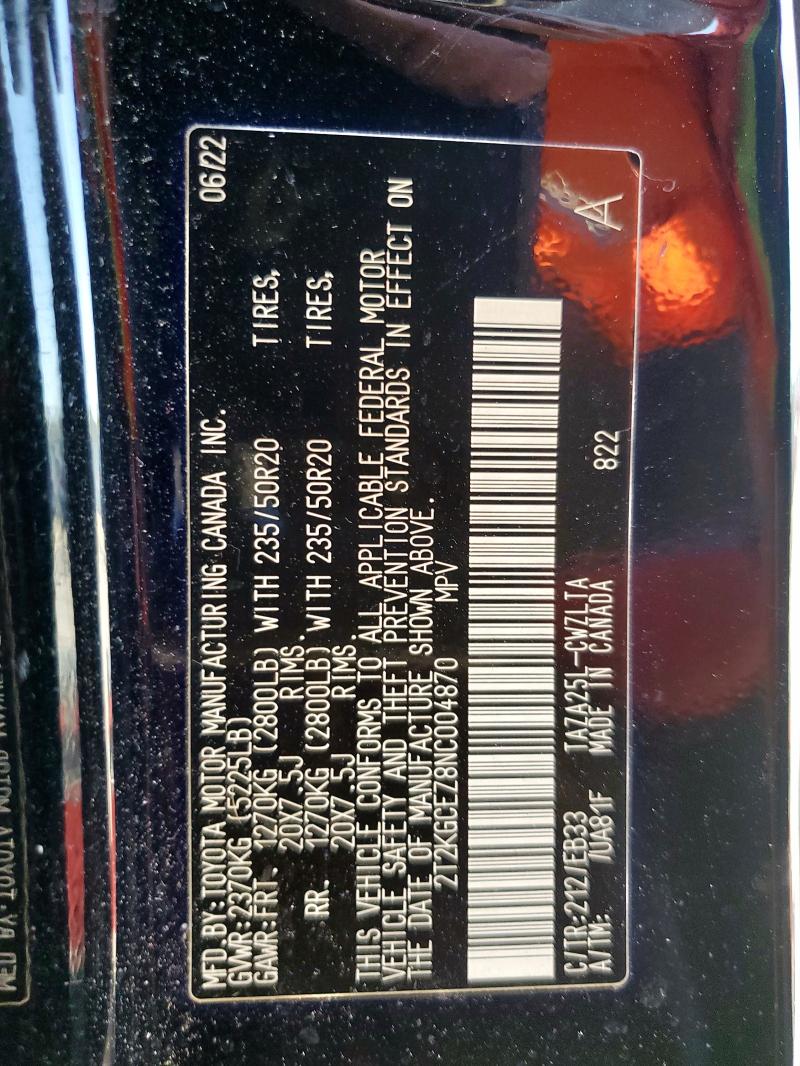 MFD.BY:TOYOTA MOTOR MANUFACTURING CANADA INC. 06/22
GVWR:2370KG (5225LB)
GAWR:FRT. 1270KG (2800LB) WITH 235/50R20 TIRES,
20X7.5J RIMS.
RR. 1270KG (2800LB) WITH 235/50R20 TIRES,
20X7.5J RIMS.
THIS VEHICLE CONFORMS TO ALL APPLICABLE FEDERAL MOTOR
VEHICLE SAFETY AND THEFT PREVENTION STANDARDS IN EFFECT ON
THE DATE OF MANUFACTURE SHOWN ABOVE.
2T2KGCEZ8NC004870 MPV
C/TR:212/EB33 TAZA25L-CWZLTA
A/TM: /UA81F MADE IN CANADA 822
A